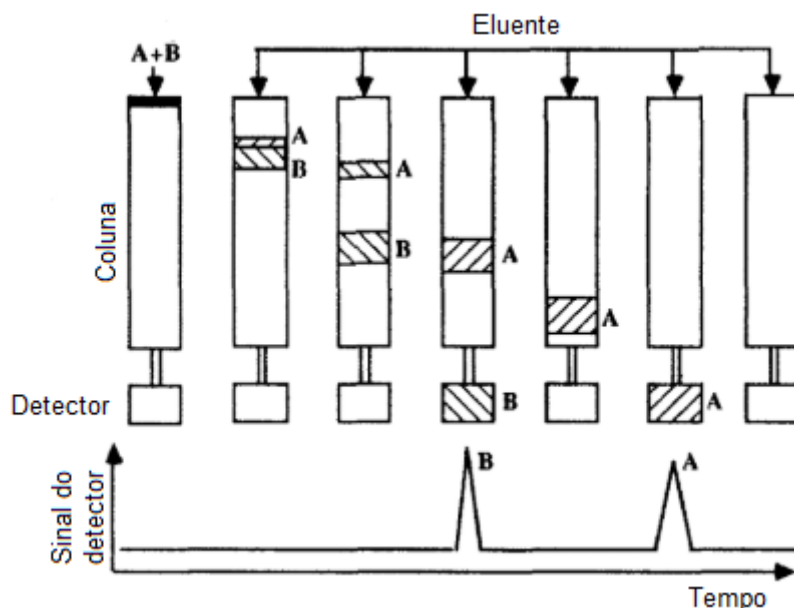 Eluente
A+B
A
B
A
B
A
A
Coluna
Detector
B
A
B
A
Sinal do
detector
Tempo